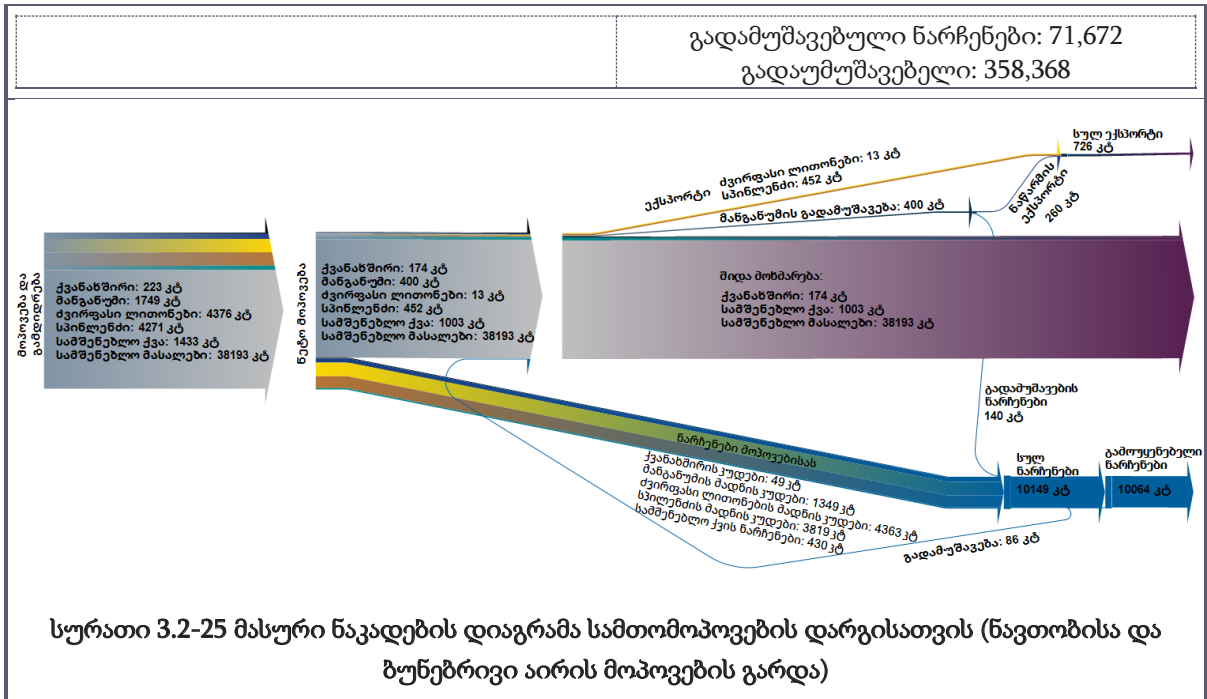 გადამუშავებული ნარჩენები: 71,672
გადაუმუშავებელი: 358,368
მოპოვება და
გამდიდრება
ქვანახშირი: 223 კტ
მანგანუმი: 1749 კტ
ძვირფასი ლითონები: 4376 კტ
სპინლენძი: 4271 კტ
სამშენებლო ქვა: 1433 კტ
სამშენებლო მასალები: 38193 კტ
ნეტო მოპოვება
ქვანახშირი: 174 კტ
მანგანუმი: 400 კტ
ძვირფასი ლითონები: 13 კტ
სპინლენძი: 452 კტ
სამშენებლო ქვა: 1003 კტ
სამშენებლო მასალები: 38193 კტ
ექსპორტი
ძვირფასი ლითონები: 13 კტ
სპინლენძი: 452 კტ
მანგანუმის გადამუშავება: 400 კტ
ნაწარმის
ექსპორტი
260 კტ
სულ ექსპორტი
726 კტ
მიდა მოხმარება:
ქვანახშირი: 174 კტ
სამშენებლო ქვა: 1003 კტ
სამშენებლო მასალები: 38193 კტ
გადამუშავების
ნარჩენები
140 კტ
ნარჩენები მოპოვებისას
ქვანახშირის კუდები: 49 კტ
მანგანუმის მადნის კუდები: 1349 კტ
ძვირფასი ლითონების მადნის კუდები: 4363 კტ
სპილენძის მადნის კუდები: 3819 კტ
სამშენებლო ქვის ნარჩენები: 430 კტ
სულ
ნარჩენები
10149 კტ
გამოუყენებელი
ნარჩენები
10064 კტ
გადამუშავება: 86 კტ
სურათი 3.2-25 მასური ნაკადების დიაგრამა სამთომოპოვების დარგისათვის (ნავთობისა და
ბუნებრივი აირის მოპოვების გარდა)